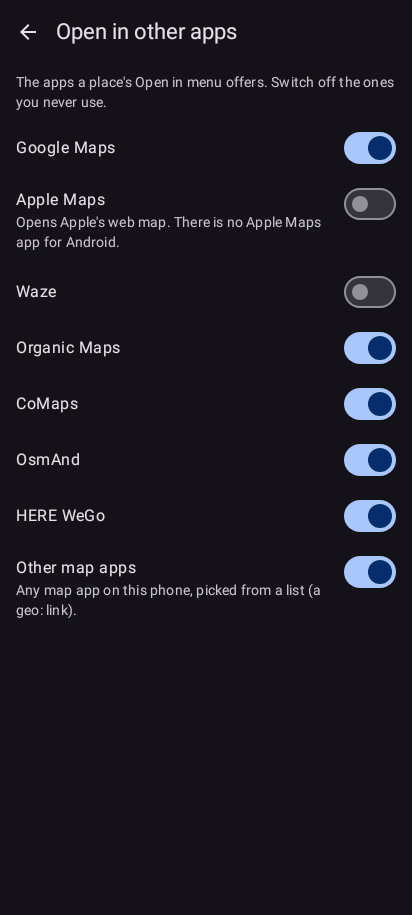 Open in other apps
The apps a place's Open in menu offers. Switch off the ones
you never use.
Google Maps
Apple Maps
Opens Apple's web map. There is no Apple Maps
app for Android.
Waze
Organic Maps
CoMaps
OsmAnd
HERE WeGo
Other map apps
Any map app on this phone, picked from a list (a
geo: link).